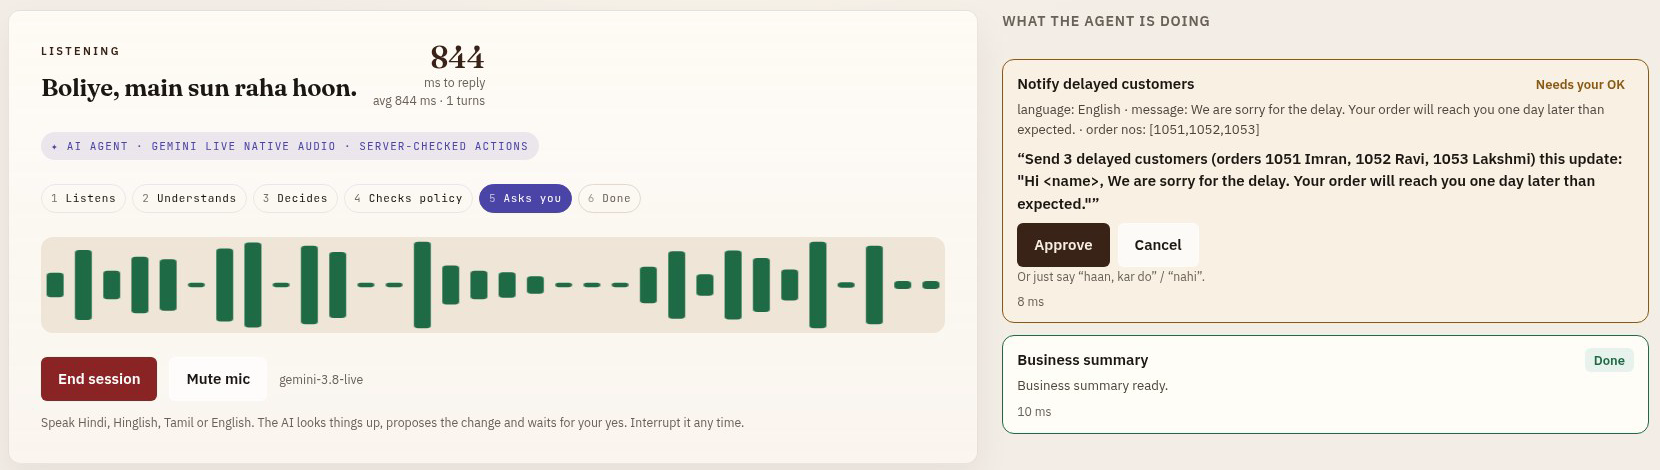 LISTENING
Boliye, main sun raha hoon.
844
ms to reply
avg 844 ms · 1 turns
✦ AI AGENT · GEMINI LIVE NATIVE AUDIO · SERVER-CHECKED ACTIONS
1 Listens
2 Understands
3 Decides
4 Checks policy
5 Asks you
6 Done
End session
Mute mic
gemini-3.8-live
Speak Hindi, Hinglish, Tamil or English. The AI looks things up, proposes the change and waits for your yes. Interrupt it any time.
WHAT THE AGENT IS DOING
Notify delayed customers
Needs your OK
language: English · message: We are sorry for the delay. Your order will reach you one day later than
expected. · order nos: [1051,1052,1053]
“Send 3 delayed customers (orders 1051 Imran, 1052 Ravi, 1053 Lakshmi) this update:
"Hi <name>, We are sorry for the delay. Your order will reach you one day later than
expected."”
Approve
Cancel
Or just say “haan, kar do” / “nahi”.
8 ms
Business summary
Done
Business summary ready.
10 ms